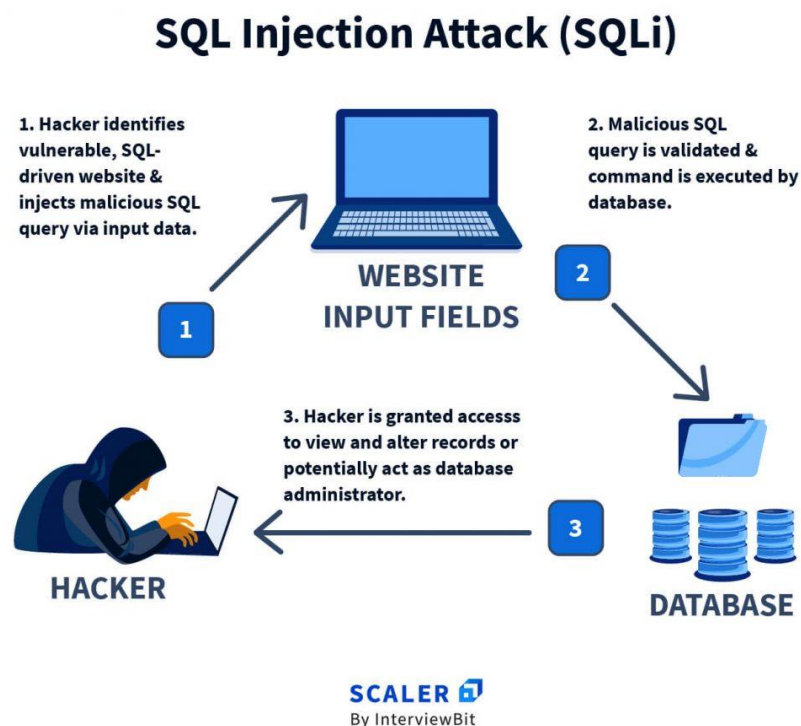 SQL Injection Attack (SQLi)
1. Hacker identifies
vulnerable, SQL-
driven website &
injects malicious SQL
query via input data.
2. Malicious SQL
query is validated &
command is executed by
database.
WEBSITE
INPUT FIELDS
1
2
3. Hacker is granted accesss
to view and alter records or
potentially act as database
administrator.
3
HACKER
DATABASE
SCALER
By InterviewBit